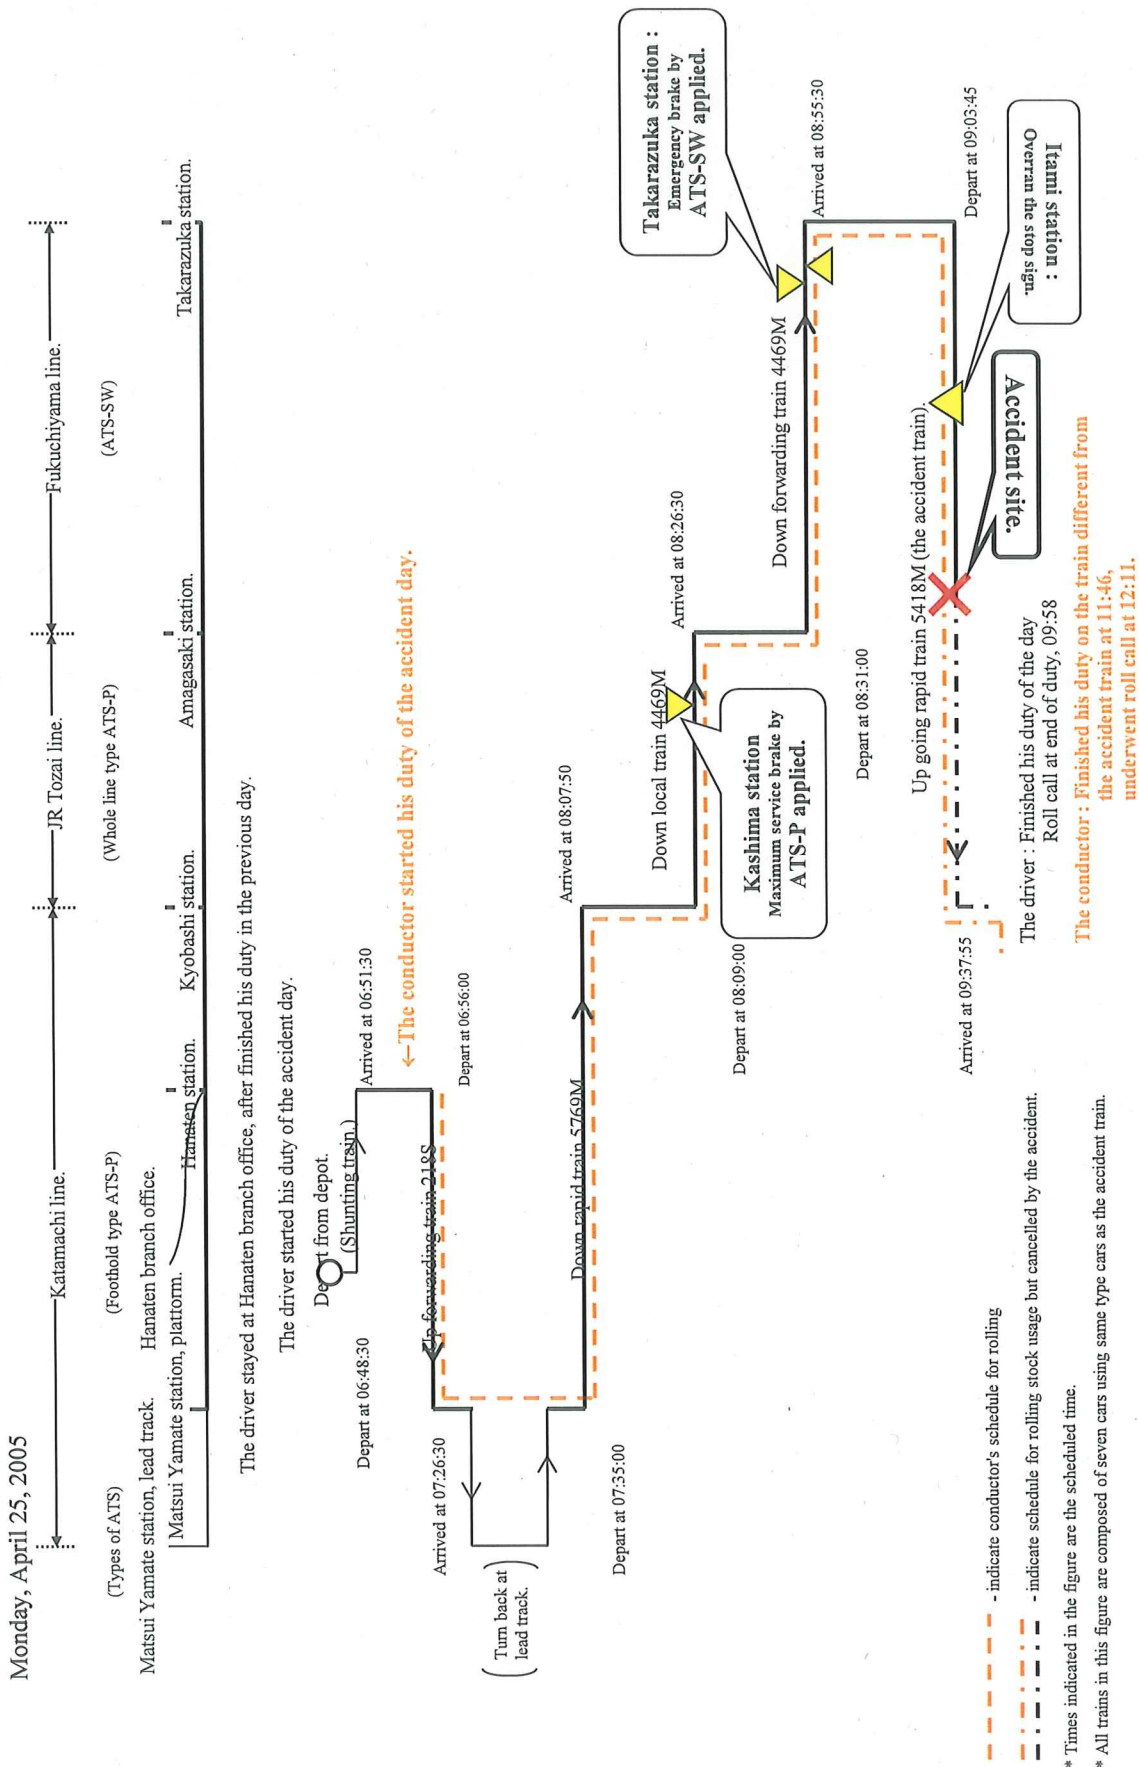 Monday, April 25, 2005
Katamachi line.
JR Tozai line.
Fukuchiyama line.
(Types of ATS)
(Foothold type ATS-P)
(Whole line type ATS-P)
(ATS-SW)
Matsui Yamate station, lead track.
Hanaten branch office.
Matsui Yamate station, plattorm.
Hanaten station.
Kyobashi station.
Amagasaki station.
Takarazuka station.
The driver stayed at Hanaten branch office, after finished his duty in the previous day.
The driver started his duty of the accident day.
Depart from depot.
(Shunting train.)
Depart at 06:48:30
Arrived at 06:51:30
←The conductor started his duty of the accident day.
Up forwarding train 218S
Depart at 06:56:00
Arrived at 07:26:30
Turn back at
lead track.
Down rapid train 5769M
Depart at 07:35:00
Arrived at 08:07:50
Down local train 4469M
Arrived at 08:26:30
Kashima station
Maximum service brake by
ATS-P applied.
Depart at 08:09:00
Takarazuka station :
Emergency brake by
ATS-SW applied.
Down forwarding train 4469M
Arrived at 08:55:30
Depart at 08:31:00
Up going rapid train 5418M (the accident train).
Depart at 09:03:45
Itami station :
Overran the stop sign.
Accident site.
Arrived at 09:37:55
The driver : Finished his duty of the day
Roll call at end of duty, 09:58
The conductor : Finished his duty on the train different from
the accident train at 11:46,
underwent roll call at 12:11.
- indicate conductor's schedule for rolling
- indicate schedule for rolling stock usage but cancelled by the accident.
* Times indicated in the figure are the scheduled time.
* All trains in this figure are composed of seven cars using same type cars as the accident train.